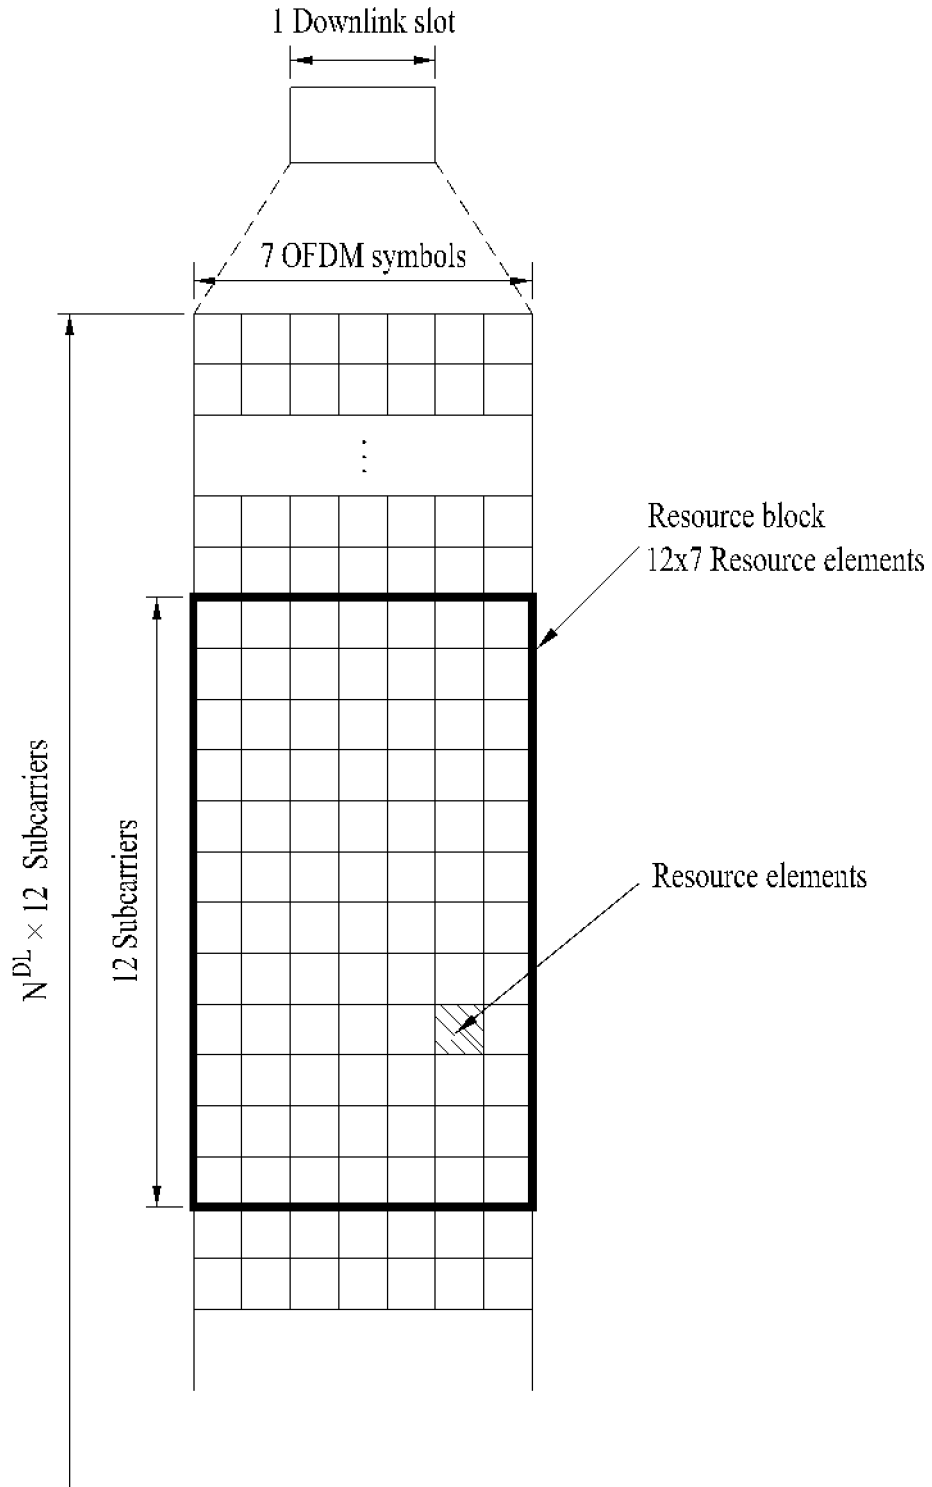 1 Downlink slot
7 OFDM symbols
⋮
Resource block
12x7 Resource elements
N^DL × 12 Subcarriers
12 Subcarriers
Resource elements